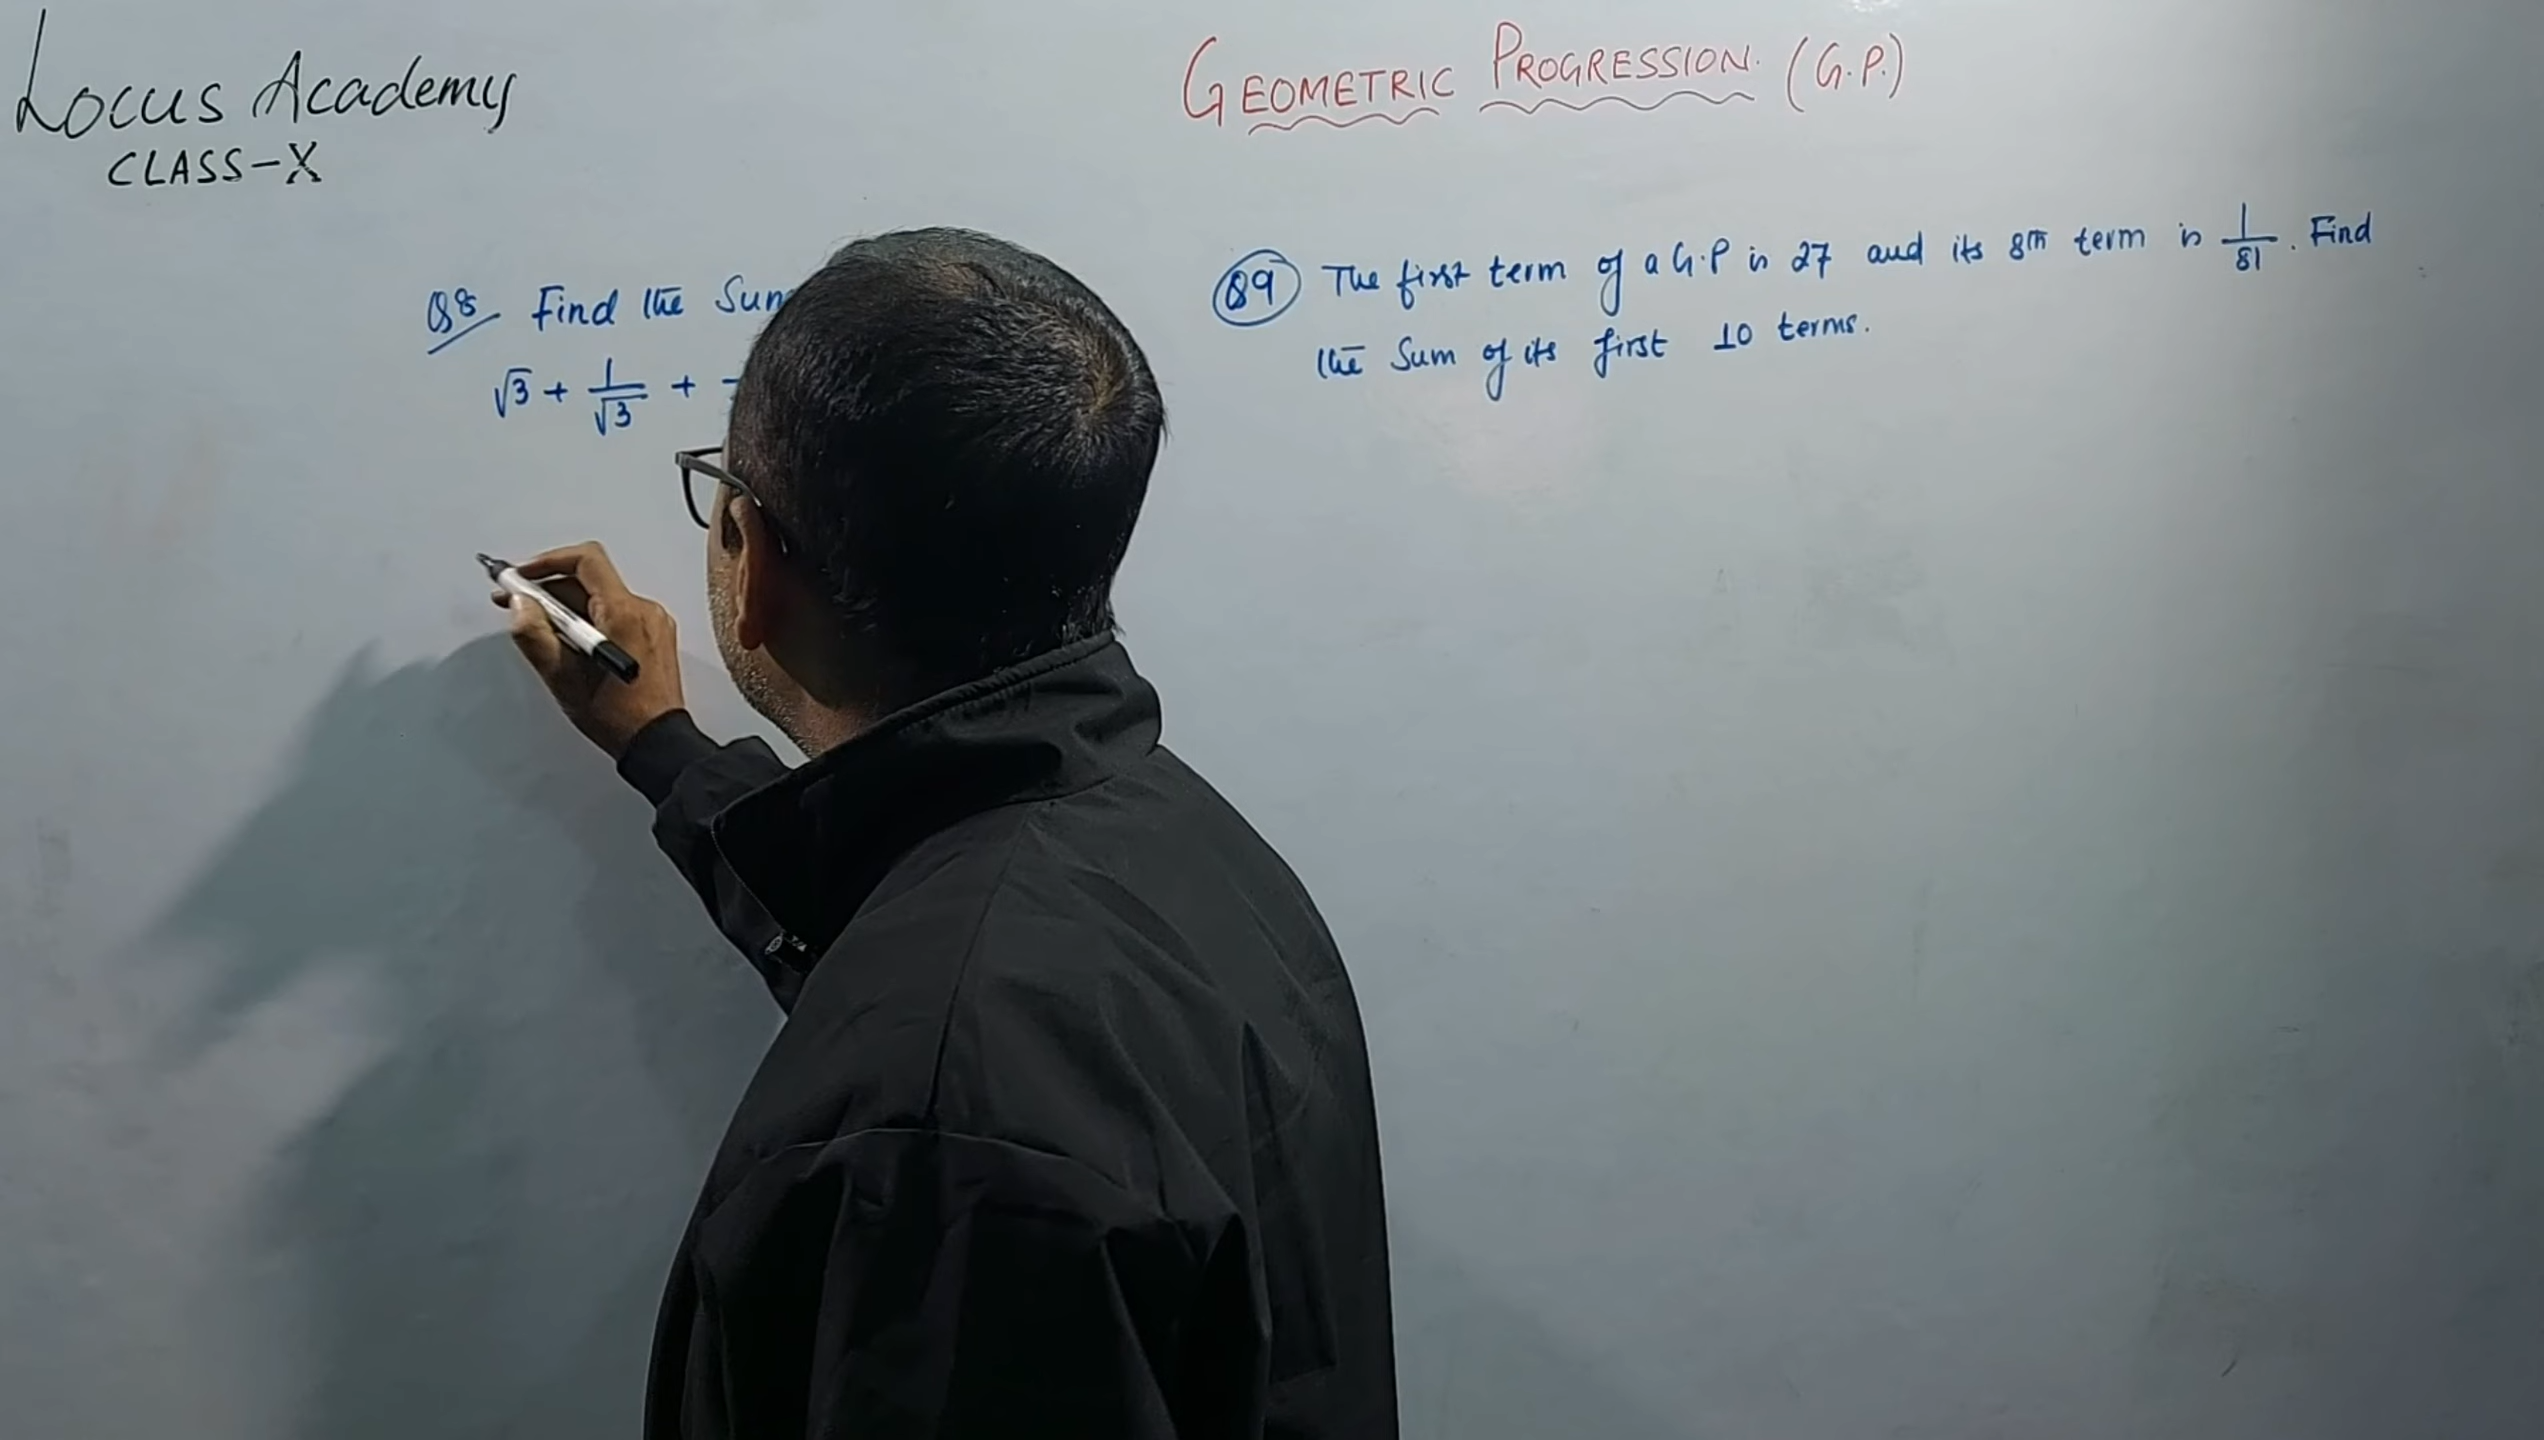 Locus Academy
CLASS-X
GEOMETRIC PROGRESSION. (G.P.)
Q8 Find the
√3 + 1/√3 +
Q9 The first term of a G.P is 27 and its 8th term is 1/81. Find
the Sum of its first 10 terms.